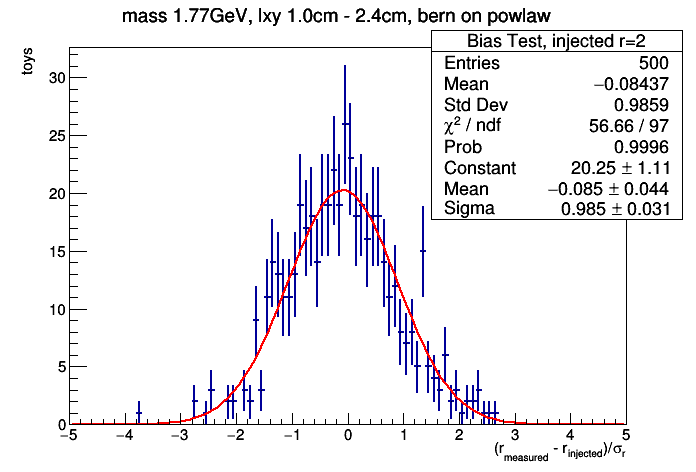 mass 1.77GeV, lxy 1.0cm - 2.4cm, bern on powlaw
Bias Test, injected r=2
Entries 500
Mean −0.08437
Std Dev 0.9859
χ² / ndf 56.66 / 97
Prob 0.9996
Constant 20.25 ± 1.11
Mean −0.085 ± 0.044
Sigma 0.985 ± 0.031
toys
30
25
20
15
10
5
0
−5 −4 −3 −2 −1 0 1 2 3 4 5
(r_measured - r_injected)/σ_r